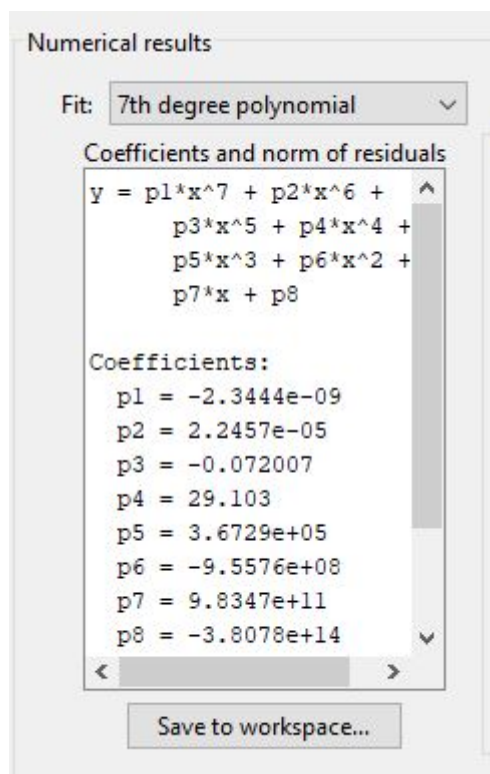 Numerical results
Fit: 7th degree polynomial
Coefficients and norm of residuals
y = p1*x^7 + p2*x^6 +
p3*x^5 + p4*x^4 +
p5*x^3 + p6*x^2 +
p7*x + p8
Coefficients:
p1 = -2.3444e-09
p2 = 2.2457e-05
p3 = -0.072007
p4 = 29.103
p5 = 3.6729e+05
p6 = -9.5576e+08
p7 = 9.8347e+11
p8 = -3.8078e+14
Save to workspace...